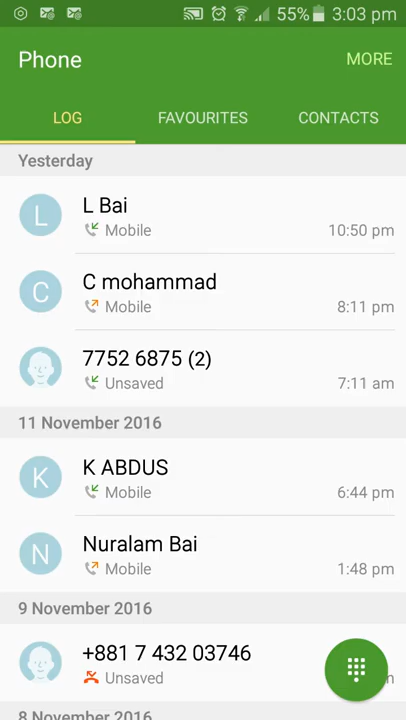 55% 3:03 pm
Phone MORE
LOG FAVOURITES CONTACTS
Yesterday
L L Bai
Mobile 10:50 pm
C C mohammad
Mobile 8:11 pm
7752 6875 (2)
Unsaved 7:11 am
11 November 2016
K K ABDUS
Mobile 6:44 pm
N Nuralam Bai
Mobile 1:48 pm
9 November 2016
+881 7 432 03746
Unsaved
8 November 2016